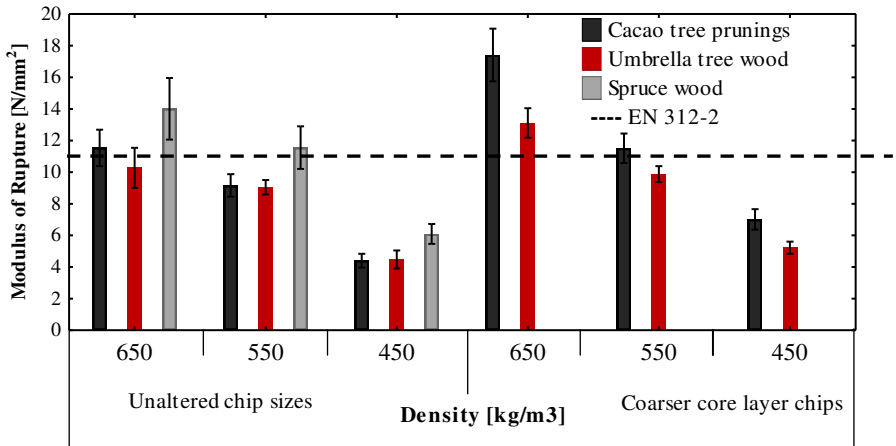 Modulus of Rupture [N/mm²]
20
18
16
14
12
10
8
6
4
2
0
Cacao tree prunings
Umbrella tree wood
Spruce wood
EN 312-2
650
550
450
650
550
450
Unaltered chip sizes
Density [kg/m3]
Coarser core layer chips